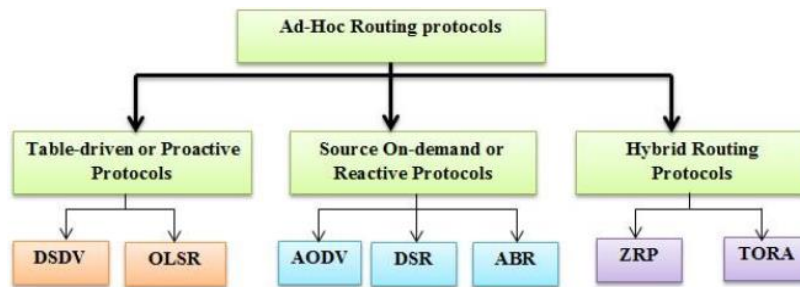 Ad-Hoc Routing protocols
Table-driven or Proactive
Protocols
Source On-demand or
Reactive Protocols
Hybrid Routing
Protocols
DSDV
OLSR
AODV
DSR
ABR
ZRP
TORA